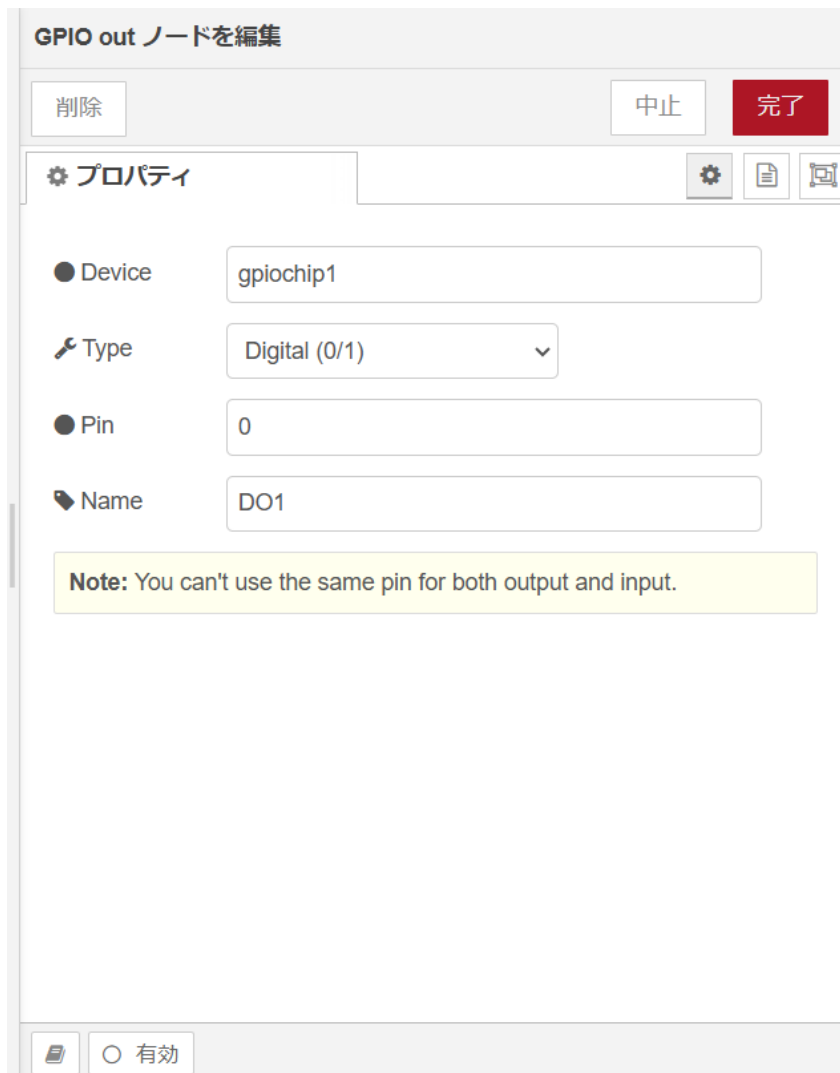 GPIO out ノードを編集
削除
中止
完了
プロパティ
Device
gpiochip1
Type
Digital (0/1)
Pin
0
Name
DO1
Note: You can't use the same pin for both output and input.
有効